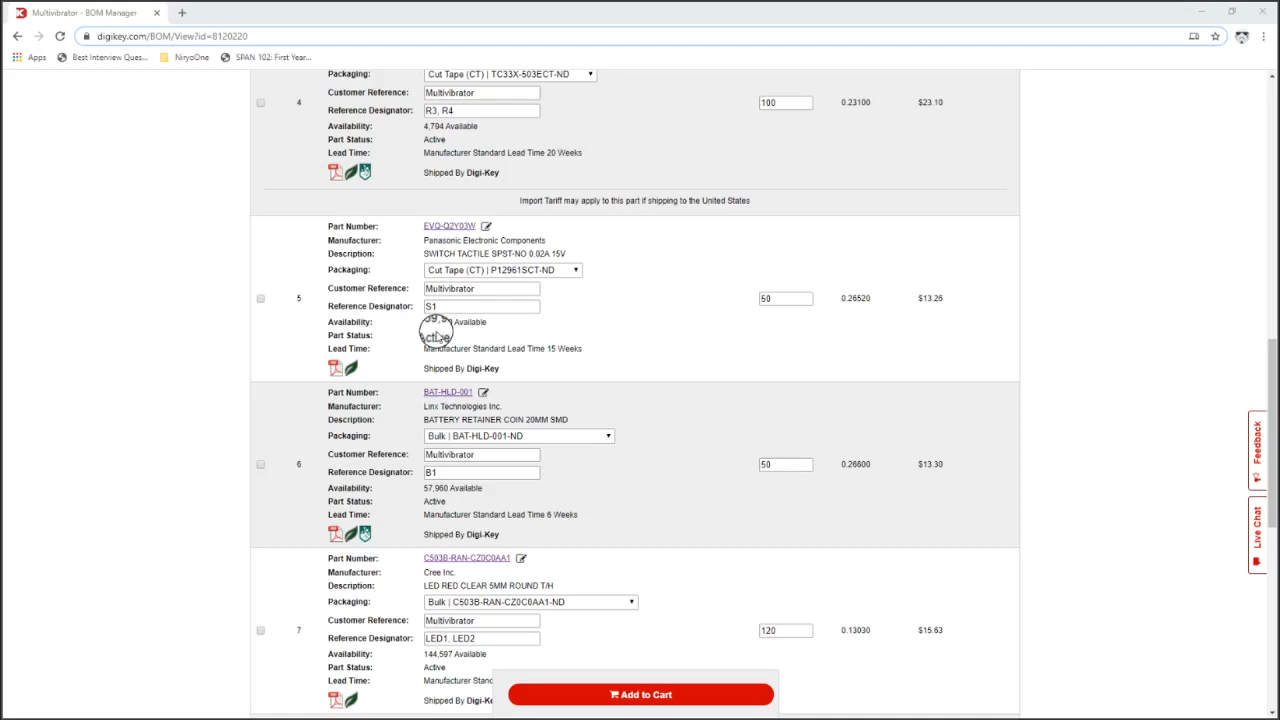 Multivibrator - BOM Manager
digikey.com/BOM/View?id=8120220
Apps Best Interview Ques... NiryoOne SPAN 102: First Year...
Packaging: Cut Tape (CT) | TC33X-503ECT-ND
Customer Reference: Multivibrator
4 100 0.23100 $23.10
Reference Designator: R3, R4
Availability: 4,794 Available
Part Status: Active
Lead Time: Manufacturer Standard Lead Time 20 Weeks
Shipped By Digi-Key
Import Tariff may apply to this part if shipping to the United States
Part Number: EVQ-Q2Y03W
Manufacturer: Panasonic Electronic Components
Description: SWITCH TACTILE SPST-NO 0.02A 15V
Packaging: Cut Tape (CT) | P12961SCT-ND
Customer Reference: Multivibrator
5 50 0.26520 $13.26
Reference Designator: S1
Availability: Available
Part Status: Active
Lead Time: Manufacturer Standard Lead Time 15 Weeks
Shipped By Digi-Key
Part Number: BAT-HLD-001
Manufacturer: Linx Technologies Inc.
Description: BATTERY RETAINER COIN 20MM SMD
Packaging: Bulk | BAT-HLD-001-ND
Customer Reference: Multivibrator
6 50 0.26600 $13.30
Reference Designator: B1
Availability: 57,960 Available
Part Status: Active
Lead Time: Manufacturer Standard Lead Time 6 Weeks
Shipped By Digi-Key
Part Number: C503B-RAN-CZ0C0AA1
Manufacturer: Cree Inc.
Description: LED RED CLEAR 5MM ROUND T/H
Packaging: Bulk | C503B-RAN-CZ0C0AA1-ND
Customer Reference: Multivibrator
7 120 0.13030 $15.63
Reference Designator: LED1, LED2
Availability: 144,597 Available
Part Status: Active
Lead Time: Manufacturer Stanc
Shipped By Digi-Ke
Add to Cart
Feedback
Live Chat